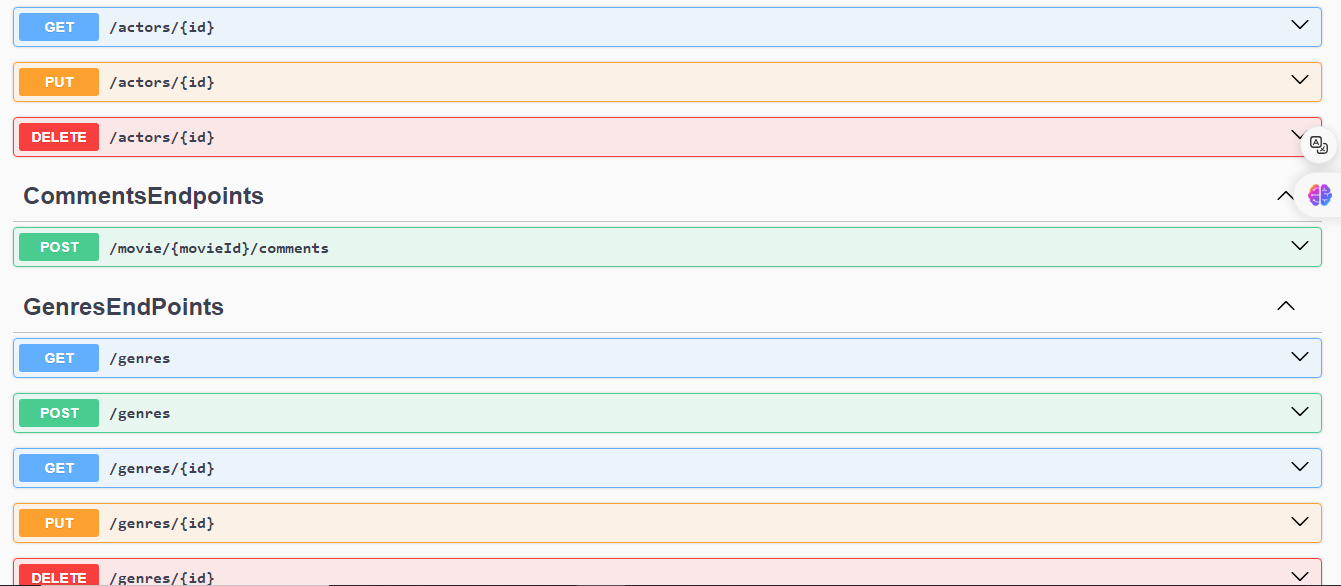 GET /actors/{id}
PUT /actors/{id}
DELETE /actors/{id}
CommentsEndpoints
POST /movie/{movieId}/comments
GenresEndPoints
GET /genres
POST /genres
GET /genres/{id}
PUT /genres/{id}
DELETE /genres/{id}